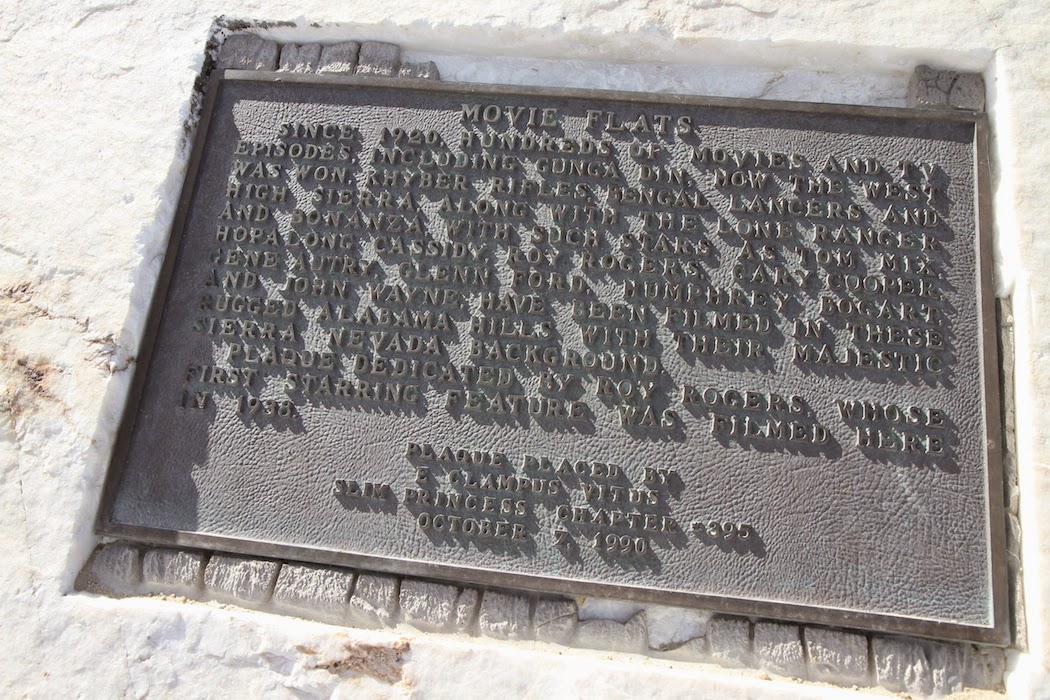 MOVIE FLATS
SINCE 1920, HUNDREDS OF MOVIES AND TV
EPISODES, INCLUDING GUNGA DIN, HOW THE WEST
WAS WON, KHYBER RIFLES, BENGAL LANCERS AND
HIGH SIERRA ALONG WITH THE LONE RANGER
AND BONANZA WITH SUCH STARS AS TOM MIX,
HOPALONG CASSIDY, ROY ROGERS, GARY COOPER,
GENE AUTRY, GLENN FORD, HUMPHREY BOGART
AND JOHN WAYNE, HAVE BEEN FILMED IN THESE
RUGGED ALABAMA HILLS WITH THEIR MAJESTIC
SIERRA NEVADA BACKGROUND.
PLAQUE DEDICATED BY ROY ROGERS, WHOSE
FIRST STARRING FEATURE WAS FILMED HERE
IN 1938.
PLAQUE PLACED BY
E CLAMPUS VITUS
SLIM PRINCESS CHAPTER #395
OCTOBER 7, 1990